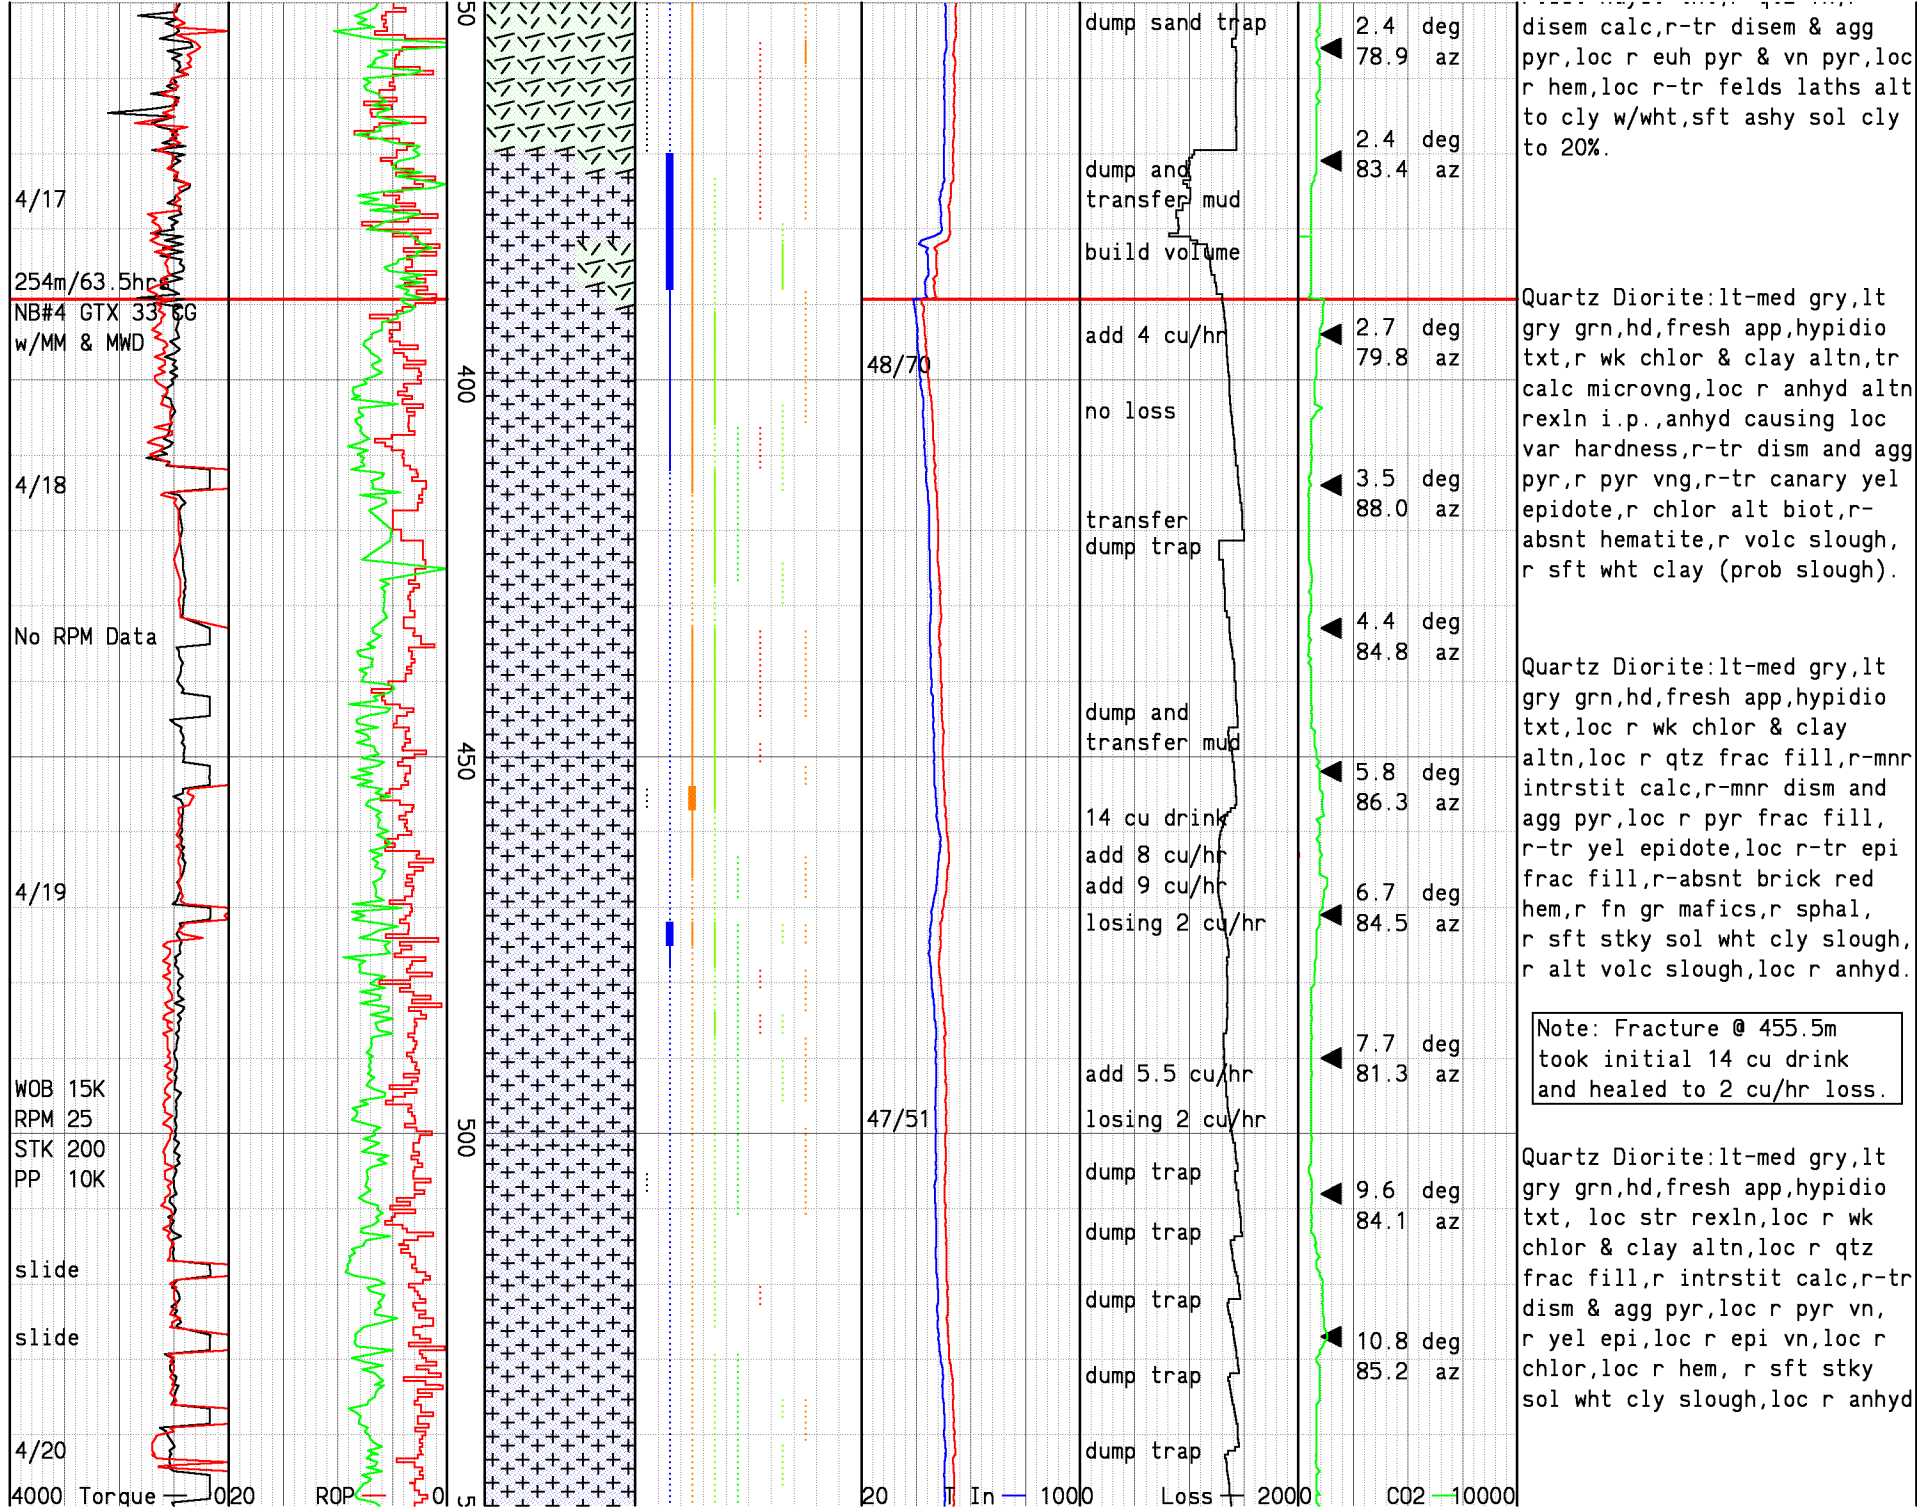 4/17
254m/63.5hr
NB#4 GTX 33 CG
w/MM & MWD
4/18
No RPM Data
4/19
WOB 15K
RPM 25
STK 200
PP 10K
slide
slide
4/20
4000 Torque 0
20 ROP 0
50
400
450
500
5
48/70
47/51
20 In 100
dump sand trap
dump and
transfer mud
build volume
add 4 cu/hr
no loss
transfer
dump trap
dump and
transfer mud
14 cu drink
add 8 cu/hr
add 9 cu/hr
losing 2 cu/hr
add 5.5 cu/hr
losing 2 cu/hr
dump trap
dump trap
dump trap
dump trap
dump trap
0 Loss 200
2.4 deg
78.9 az
2.4 deg
83.4 az
2.7 deg
79.8 az
3.5 deg
88.0 az
4.4 deg
84.8 az
5.8 deg
86.3 az
6.7 deg
84.5 az
7.7 deg
81.3 az
9.6 deg
84.1 az
10.8 deg
85.2 az
0 CO2 10000
disem calc,r-tr disem & agg
pyr,loc r euh pyr & vn pyr,loc
r hem,loc r-tr felds laths alt
to cly w/wht,sft ashy sol cly
to 20%.
Quartz Diorite:lt-med gry,lt
gry grn,hd,fresh app,hypidio
txt,r wk chlor & clay altn,tr
calc microvng,loc r anhyd altn
rexln i.p.,anhyd causing loc
var hardness,r-tr dism and agg
pyr,r pyr vng,r-tr canary yel
epidote,r chlor alt biot,r-
absnt hematite,r volc slough,
r sft wht clay (prob slough).
Quartz Diorite:lt-med gry,lt
gry grn,hd,fresh app,hypidio
txt,loc r wk chlor & clay
altn,loc r qtz frac fill,r-mnr
intrstit calc,r-mnr dism and
agg pyr,loc r pyr frac fill,
r-tr yel epidote,loc r-tr epi
frac fill,r-absnt brick red
hem,r fn gr mafics,r sphal,
r sft stky sol wht cly slough,
r alt volc slough,loc r anhyd.
Note: Fracture @ 455.5m
took initial 14 cu drink
and healed to 2 cu/hr loss.
Quartz Diorite:lt-med gry,lt
gry grn,hd,fresh app,hypidio
txt, loc str rexln,loc r wk
chlor & clay altn,loc r qtz
frac fill,r intrstit calc,r-tr
dism & agg pyr,loc r pyr vn,
r yel epi,loc r epi vn,loc r
chlor,loc r hem, r sft stky
sol wht cly slough,loc r anhyd